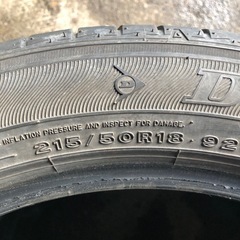 D
INFLATION PRESSURE AND INSPECT FOR DAMAGE.
215/50R18 92